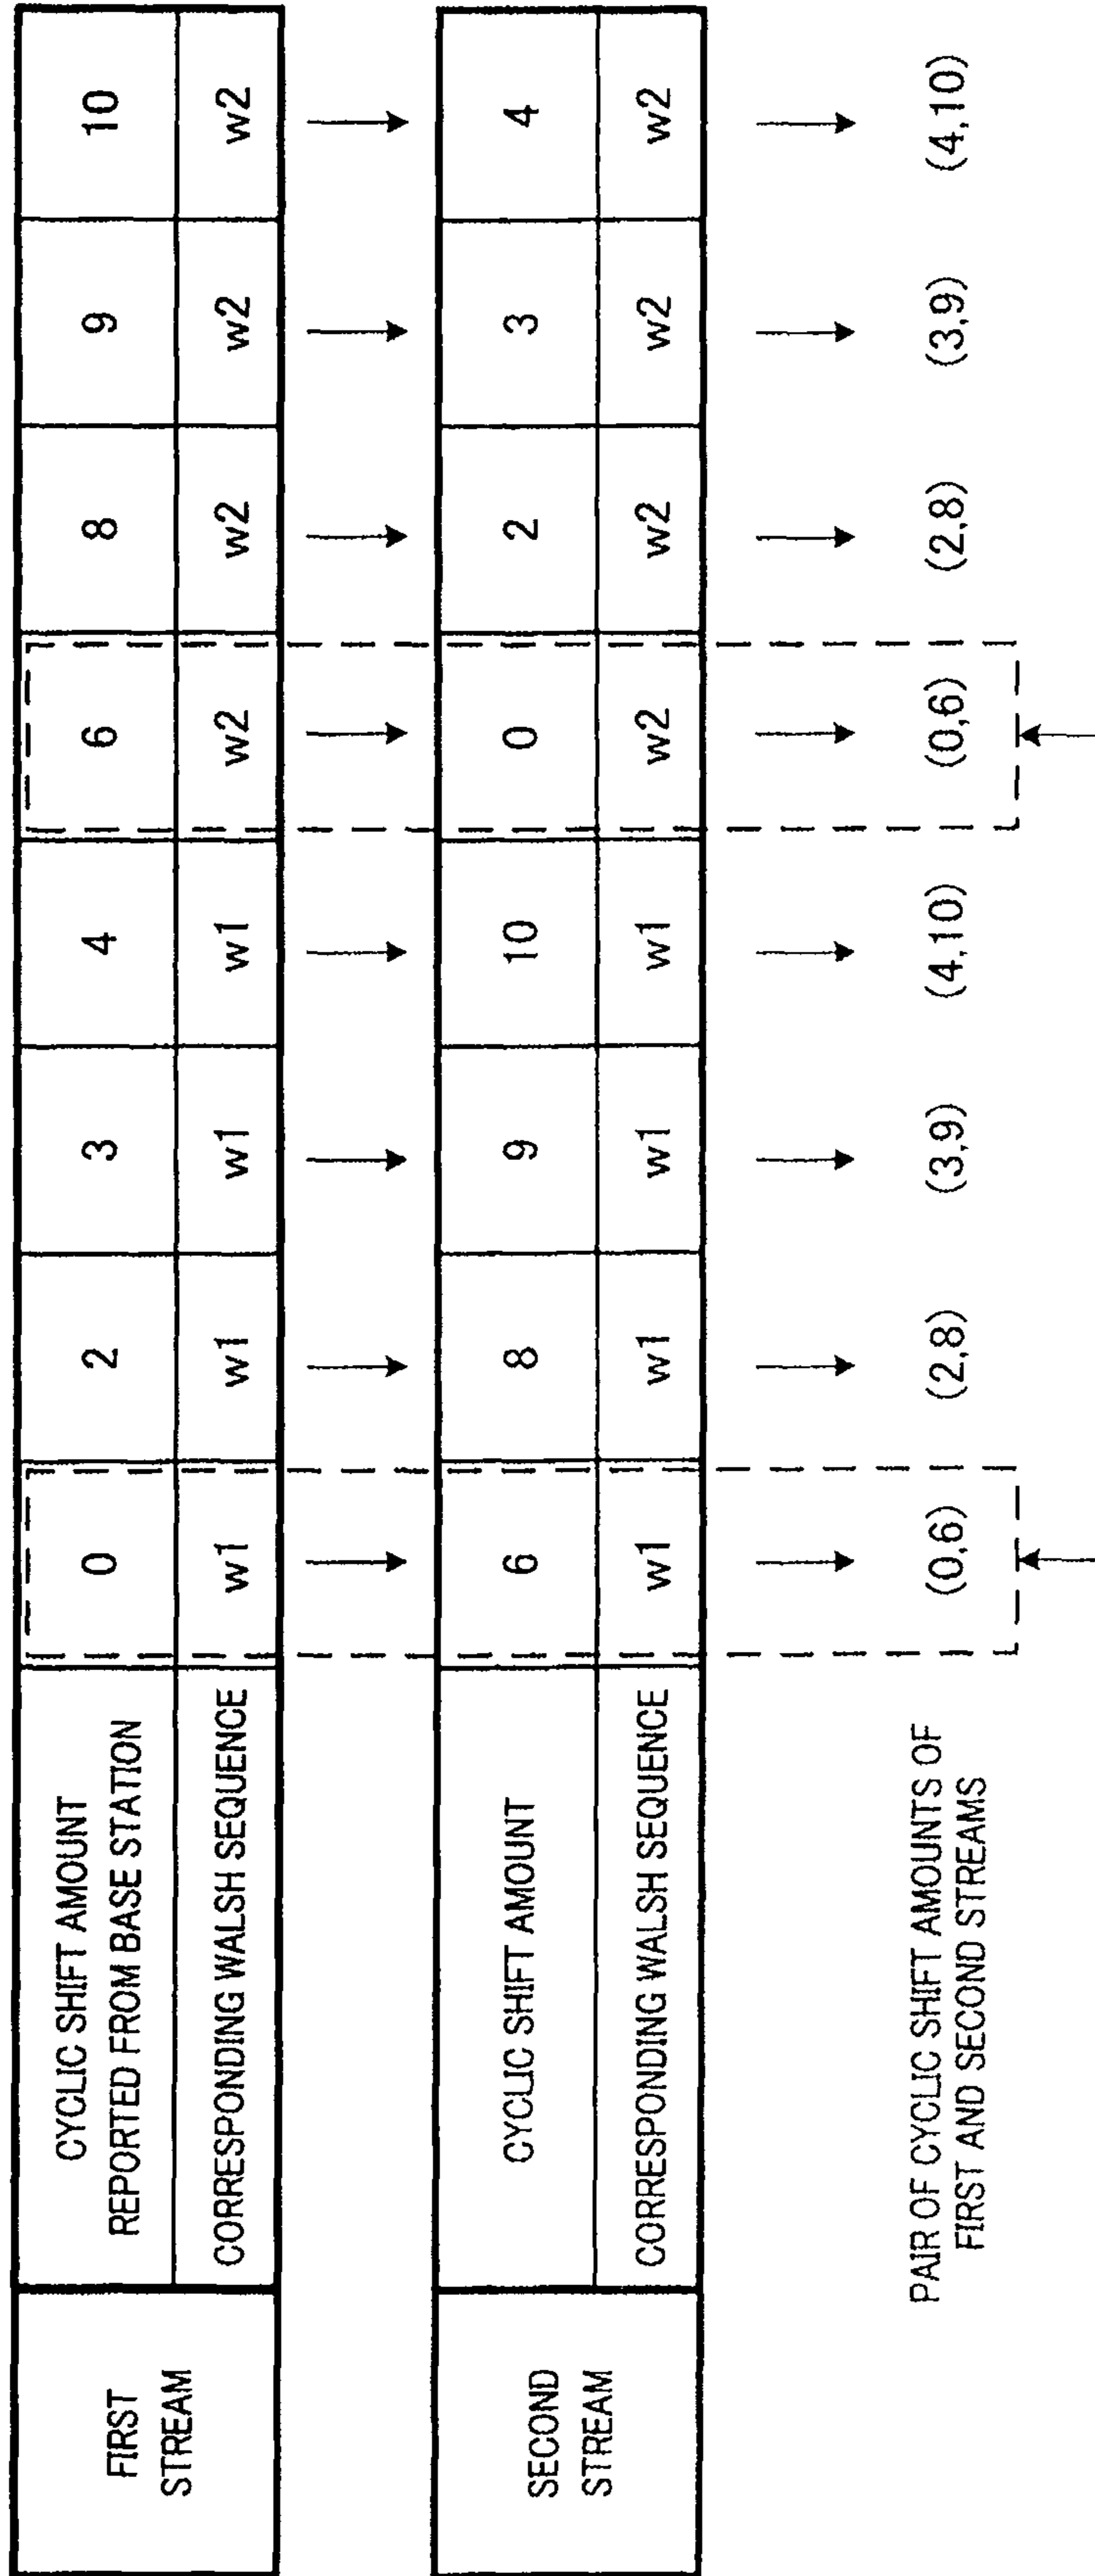 FIRST
STREAM
CYCLIC SHIFT AMOUNT
REPORTED FROM BASE STATION
0 2 3 4 6 8 9 10
CORRESPONDING WALSH SEQUENCE
w1 w1 w1 w1 w2 w2 w2 w2
SECOND
STREAM
CYCLIC SHIFT AMOUNT
6 8 9 10 0 2 3 4
CORRESPONDING WALSH SEQUENCE
w1 w1 w1 w1 w2 w2 w2 w2
PAIR OF CYCLIC SHIFT AMOUNTS OF
FIRST AND SECOND STREAMS
(0,6) (2,8) (3,9) (4,10) (0,6) (2,8) (3,9) (4,10)